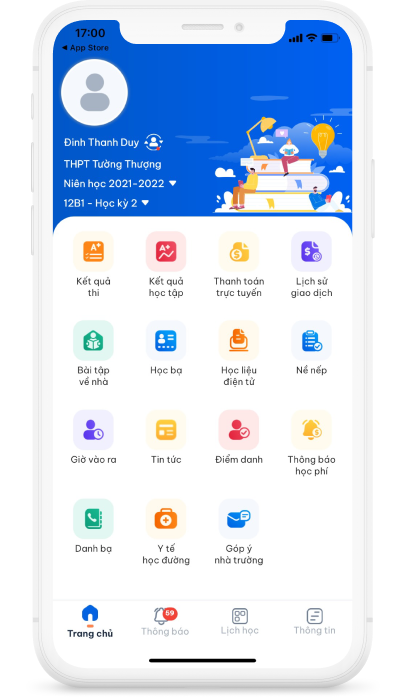 17:00
◀ App Store
Đinh Thanh Duy
THPT Tường Thượng
Niên học 2021-2022
12B1 - Học kỳ 2
Kết quả
thi
Kết quả
học tập
Thanh toán
trực tuyến
Lịch sử
giao dịch
Bài tập
về nhà
Học bạ
Học liệu
điện tử
Nề nếp
Giờ vào ra
Tin tức
Điểm danh
Thông báo
học phí
Danh bạ
Y tế
học đường
Góp ý
nhà trường
59
Trang chủ
Thông báo
Lịch học
Thông tin